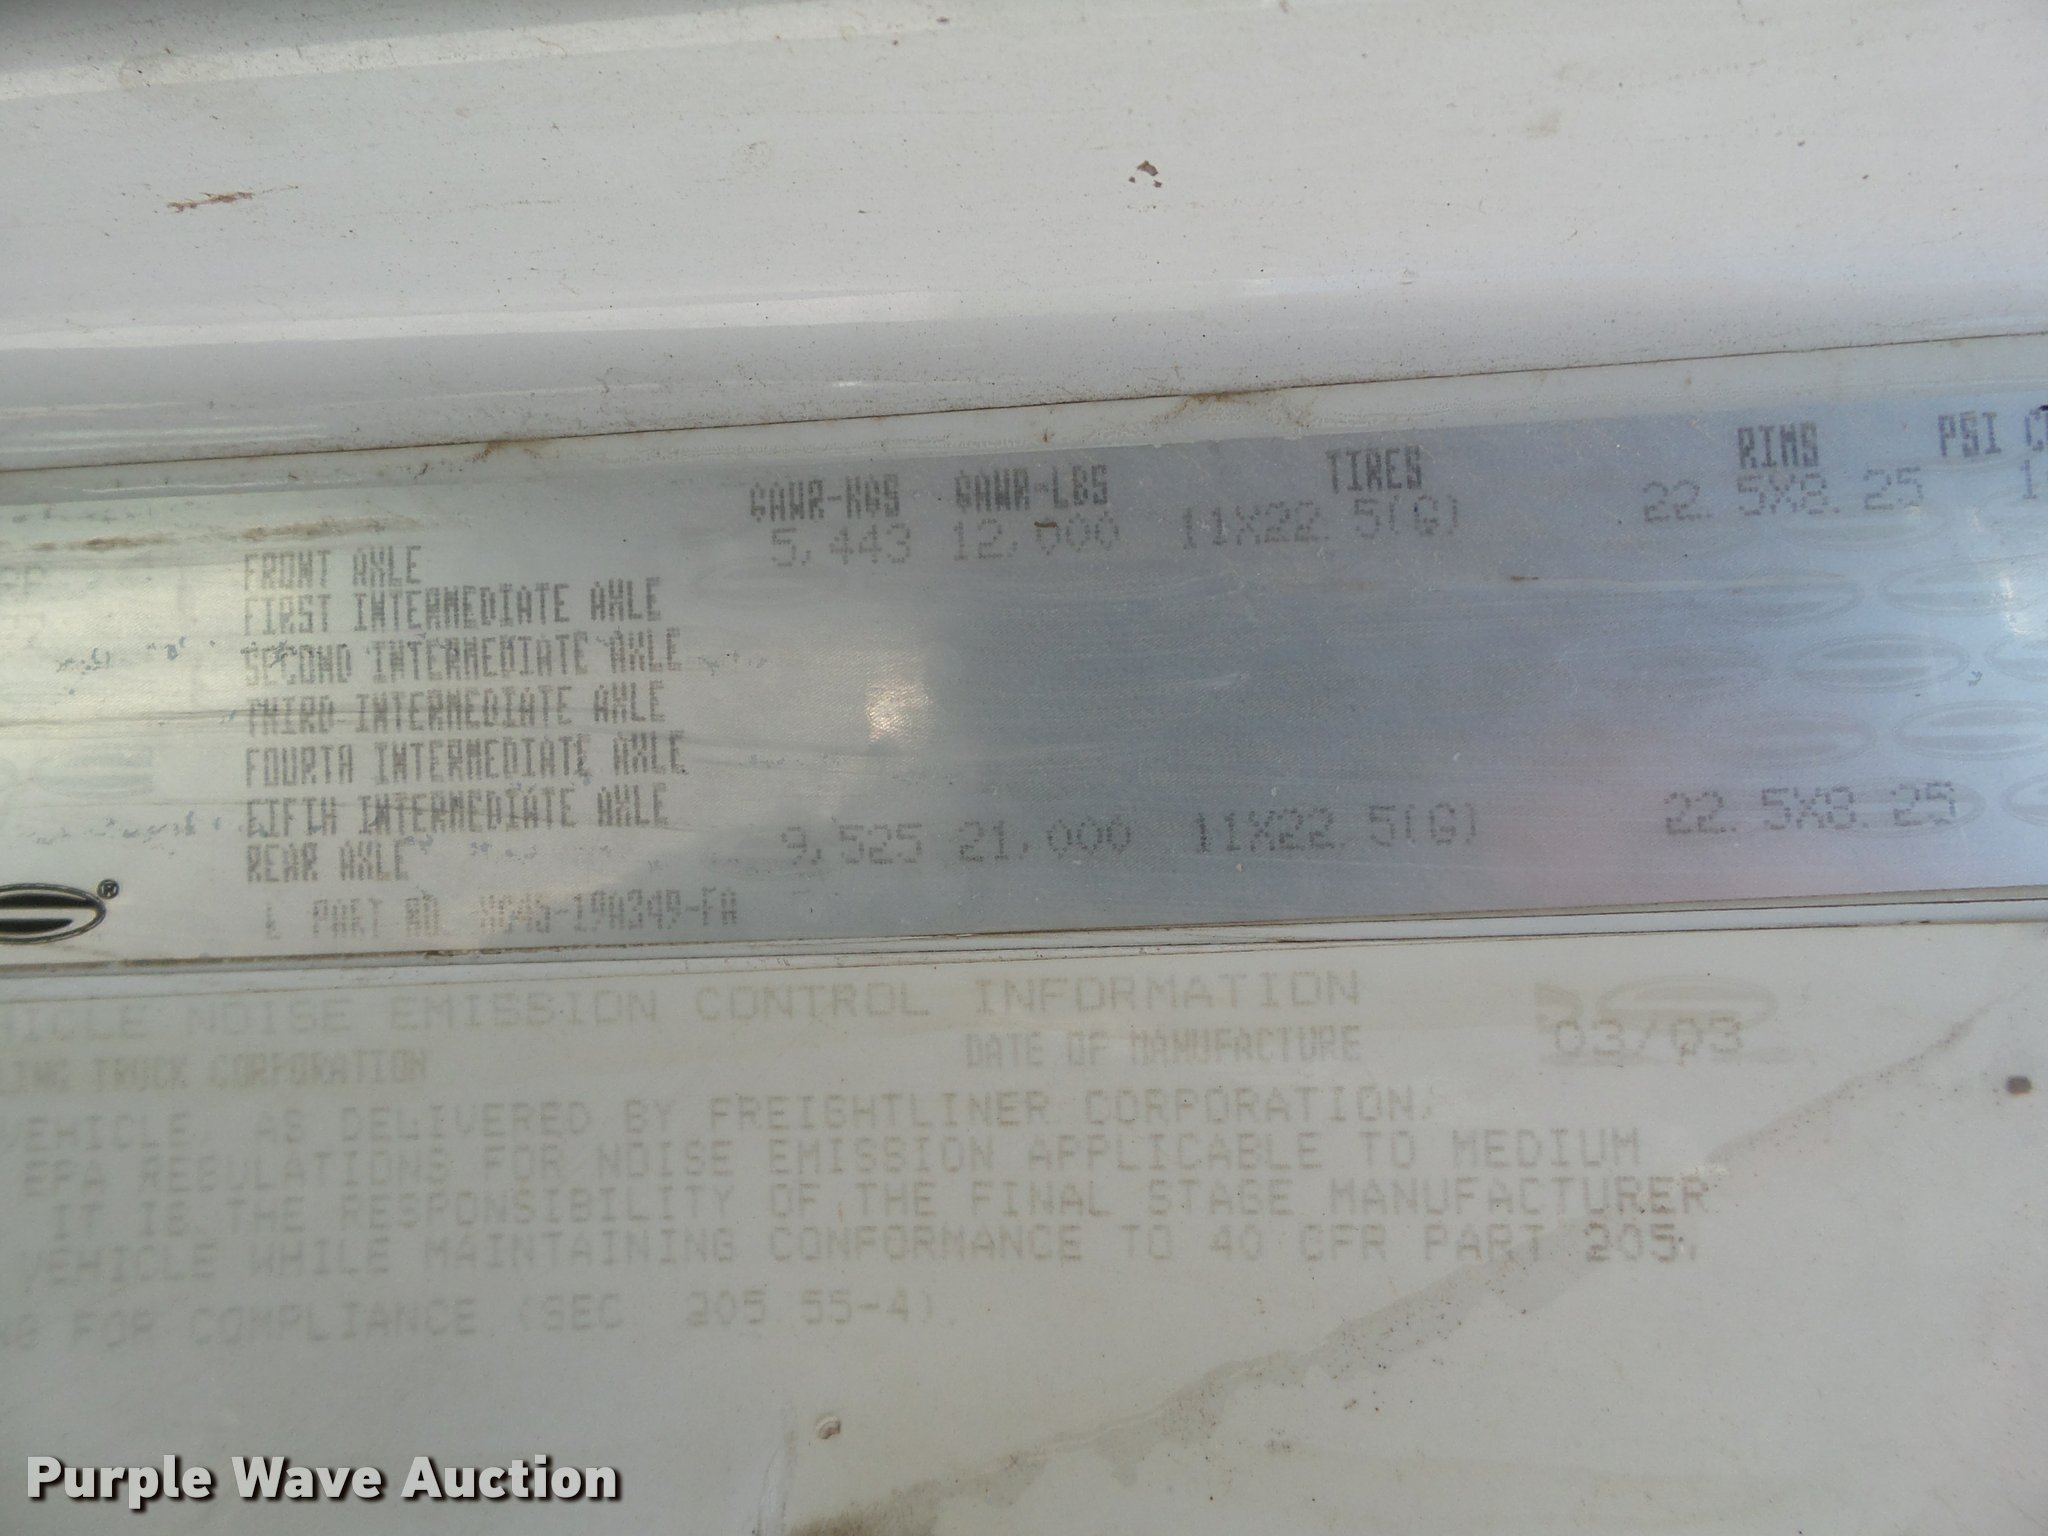 GAWR-KGS GAWR-LBS TIRES RIMS PSI
FRONT AXLE 5,443 12,000 11X22.5(G) 22.5X8.25
FIRST INTERMEDIATE AXLE
SECOND INTERMEDIATE AXLE
THIRD INTERMEDIATE AXLE
FOURTH INTERMEDIATE AXLE
FIFTH INTERMEDIATE AXLE
REAR AXLE 9,525 21,000 11X22.5(G) 22.5X8.25
PART NO.
®
NOISE EMISSION CONTROL INFORMATION
LING TRUCK CORPORATION DATE OF MANUFACTURE 03/03
VEHICLE, AS DELIVERED BY FREIGHTLINER CORPORATION,
EPA REGULATIONS FOR NOISE EMISSION APPLICABLE TO MEDIUM
IT IS THE RESPONSIBILITY OF THE FINAL STAGE MANUFACTURER
VEHICLE WHILE MAINTAINING CONFORMANCE TO 40 CFR PART 205,
FOR COMPLIANCE (SEC 205.55-4).
Purple Wave Auction